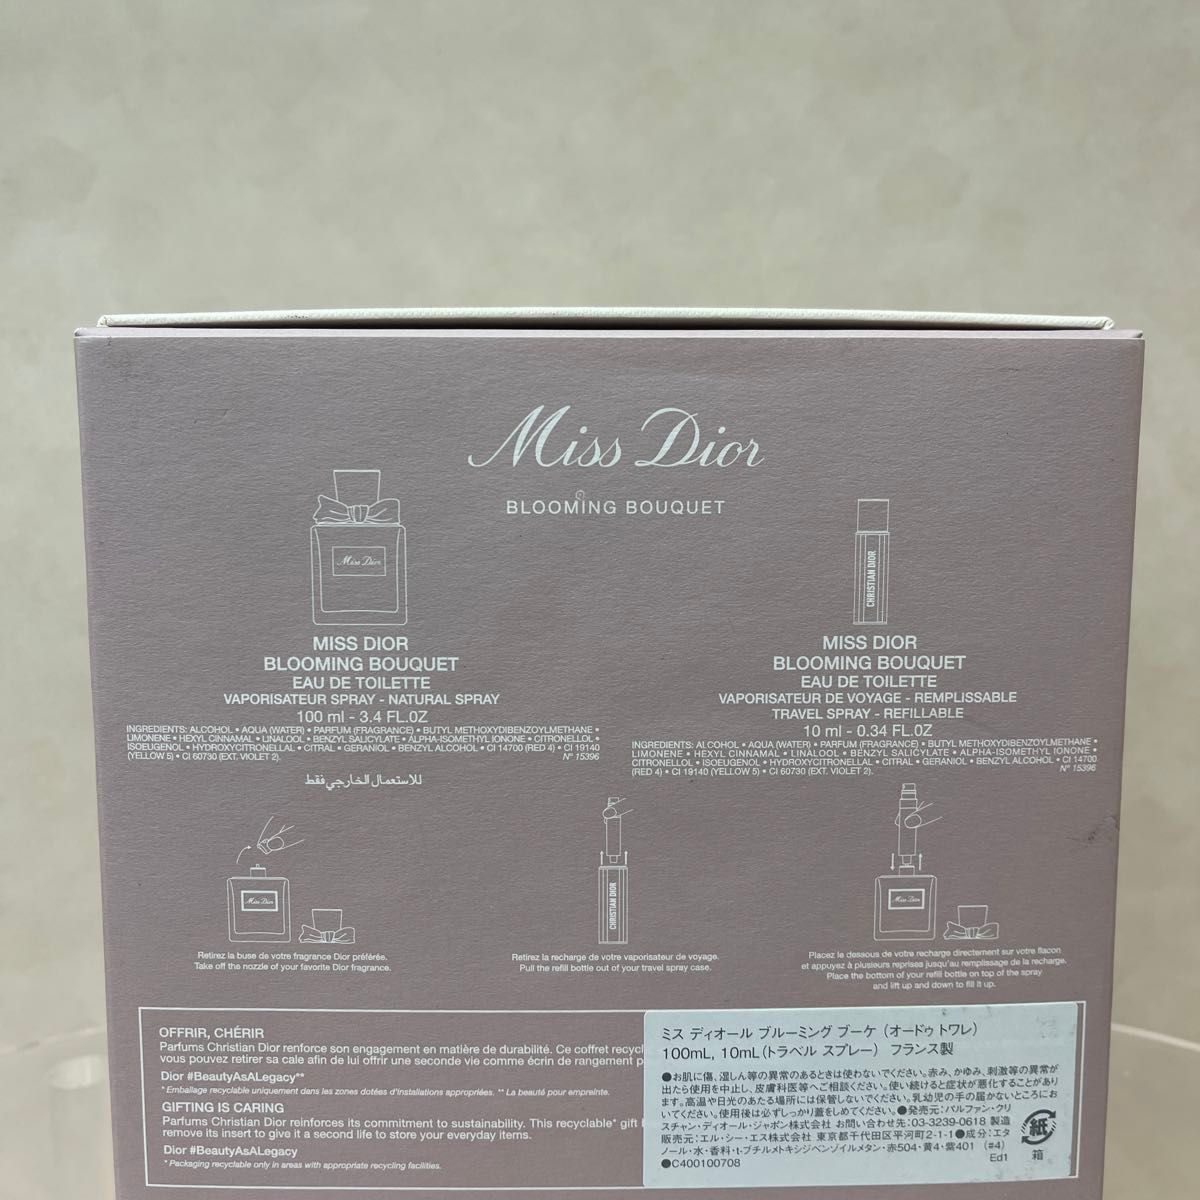 Miss Dior
BLOOMING BOUQUET
Miss Dior
MISS DIOR
BLOOMING BOUQUET
EAU DE TOILETTE
VAPORISATEUR SPRAY - NATURAL SPRAY
100 ml - 3.4 FL.OZ
INGREDIENTS: ALCOHOL • AQUA (WATER) • PARFUM (FRAGRANCE) • BUTYL METHOXYDIBENZOYLMETHANE •
LIMONENE • HEXYL CINNAMAL • LINALOOL • BENZYL SALICYLATE • ALPHA-ISOMETHYL IONONE • CITRONELLOL •
ISOEUGENOL • HYDROXYCITRONELLAL • CITRAL • GERANIOL • BENZYL ALCOHOL • CI 14700 (RED 4) • CI 19140
(YELLOW 5) • CI 60730 (EXT. VIOLET 2). N° 15396
للاستعمال الخارجي فقط
CHRISTIAN DIOR
MISS DIOR
BLOOMING BOUQUET
EAU DE TOILETTE
VAPORISATEUR DE VOYAGE - REMPLISSABLE
TRAVEL SPRAY - REFILLABLE
10 ml - 0.34 FL.OZ
INGREDIENTS: ALCOHOL • AQUA (WATER) • PARFUM (FRAGRANCE) • BUTYL METHOXYDIBENZOYLMETHANE •
LIMONENE • HEXYL CINNAMAL • LINALOOL • BENZYL SALICYLATE • ALPHA-ISOMETHYL IONONE •
CITRONELLOL • ISOEUGENOL • HYDROXYCITRONELLAL • CITRAL • GERANIOL • BENZYL ALCOHOL • CI 14700
(RED 4) • CI 19140 (YELLOW 5) • CI 60730 (EXT. VIOLET 2). N° 15396
Miss Dior
Retirez la buse de votre fragrance Dior préférée.
Take off the nozzle of your favorite Dior fragrance.
CHRISTIAN DIOR
Retirez la recharge de votre vaporisateur de voyage.
Pull the refill bottle out of your travel spray case.
Miss Dior
Placez le dessous de votre recharge directement sur votre flacon
et appuyez à plusieurs reprises jusqu'au remplissage de la recharge.
Place the bottom of your refill bottle on top of the spray
and lift up and down to fill it up.
OFFRIR, CHÉRIR
Parfums Christian Dior renforce son engagement en matière de durabilité. Ce coffret recycl
vous pouvez retirer sa cale afin de lui offrir une seconde vie comme écrin de rangement p
Dior #BeautyAsALegacy**
* Emballage recyclable uniquement dans les zones dotées d'installations appropriées. ** La beauté pour empreinte.
GIFTING IS CARING
Parfums Christian Dior reinforces its commitment to sustainability. This recyclable* gift b
remove its insert to give it a second life to store your everyday items.
Dior #BeautyAsALegacy
* Packaging recyclable only in areas with appropriate recycling facilities.
ミス ディオール ブルーミング ブーケ (オードゥ トワレ)
100mL, 10mL(トラベル スプレー) フランス製
●お肌に傷、湿しん等の異常のあるときは使わないでください。赤み、かゆみ、刺激等の異常が
出たら使用を中止し、皮膚科医等へご相談ください。使い続けると症状が悪化することがあり
ます。高温や日光のあたる場所には保管しないでください。乳幼児の手の届かないところにお
いてください。使用後は必ずしっかり蓋をしめてください。●発売元:パルファン・クリ
スチャン・ディオール・ジャポン株式会社 お問い合わせ先:03-3239-0618 製造
販売元:エル・シー・エス株式会社 東京都千代田区平河町2-1-1●成分:エタ
ノール・水・香料・t-ブチルメトキシジベンゾイルメタン・赤504・黄4・紫401 (#4)
●C400100708 Ed1
紙
箱